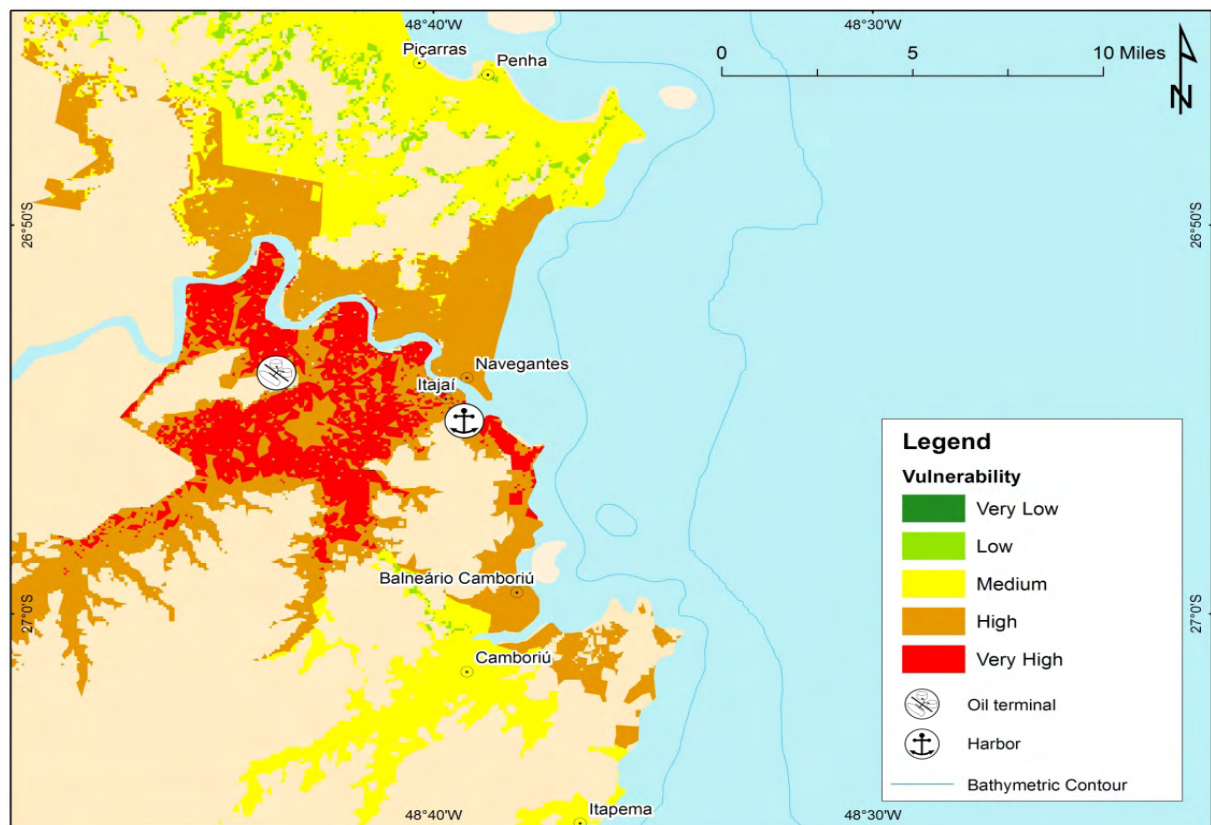 48°40'W
48°30'W
Piçarras
Penha
0 5 10 Miles
N
26°50'S
26°50'S
Navegantes
Itajaí
Legend
Vulnerability
Very Low
Low
Medium
High
Very High
Oil terminal
Harbor
Bathymetric Contour
Balneário Camboriú
27°0'S
27°0'S
Camboriú
Itapema
48°40'W
48°30'W